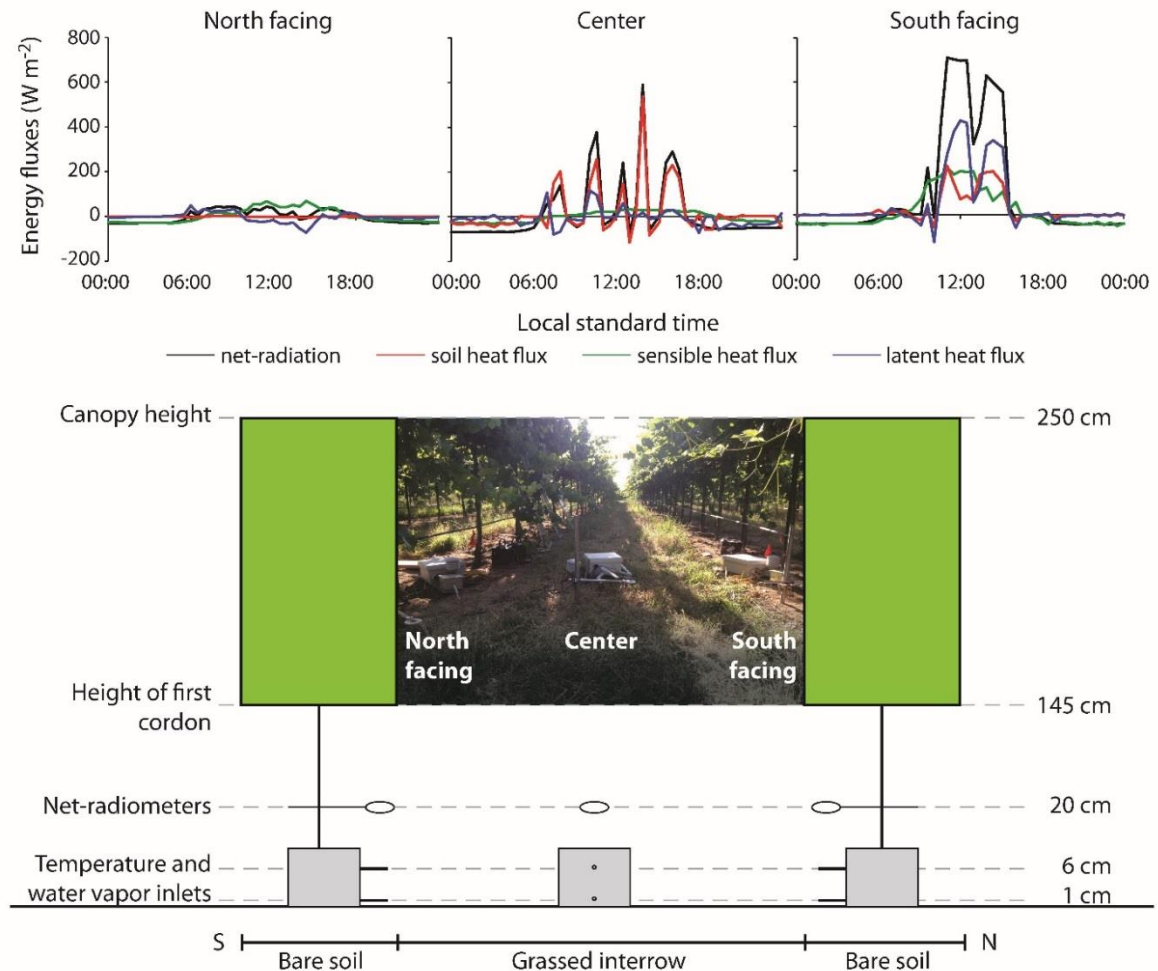 North facing
Center
South facing
Energy fluxes (W m⁻²)
800
600
400
200
0
-200
00:00 06:00 12:00 18:00 00:00 06:00 12:00 18:00 00:00 06:00 12:00 18:00 00:00
Local standard time
net-radiation soil heat flux sensible heat flux latent heat flux
Canopy height
250 cm
North
facing
Center
South
facing
Height of first
cordon
145 cm
Net-radiometers
20 cm
Temperature and
water vapor inlets
6 cm
1 cm
S
N
Bare soil
Grassed interrow
Bare soil